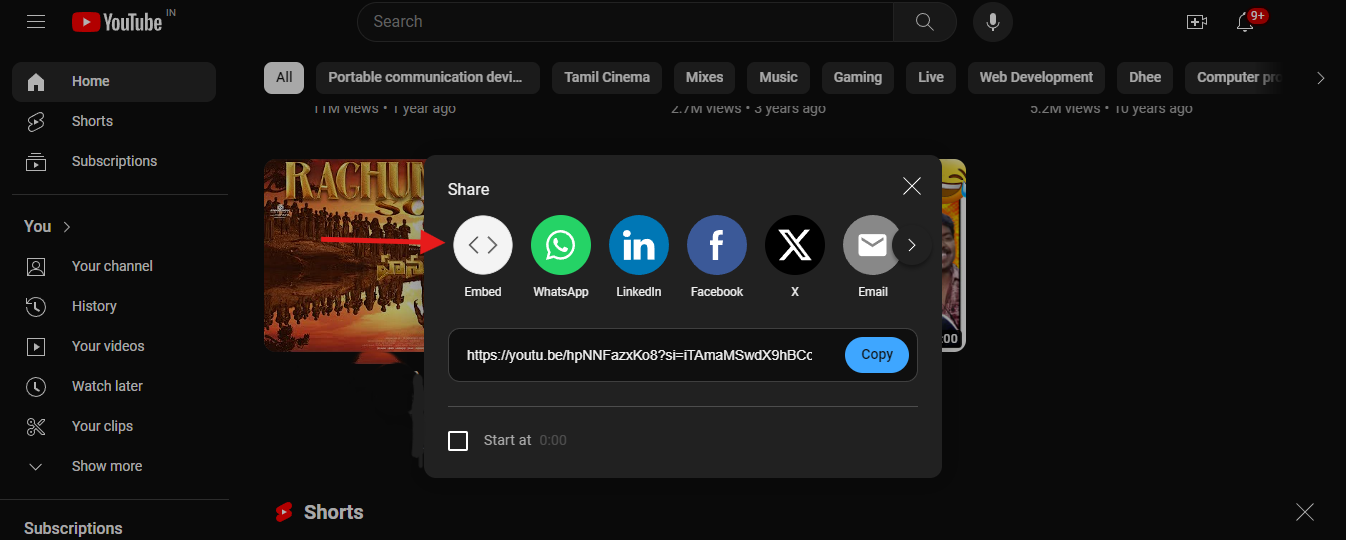 YouTube IN
Search
9+
Home
Shorts
Subscriptions
You
Your channel
History
Your videos
Watch later
Your clips
Show more
Subscriptions
All
Portable communication devi...
Tamil Cinema
Mixes
Music
Gaming
Live
Web Development
Dhee
Computer pro
11M views • 1 year ago
2.7M views • 3 years ago
5.2M views • 10 years ago
Share
Embed
WhatsApp
LinkedIn
Facebook
X
Email
https://youtu.be/hpNNFazxKo8?si=iTAmaMSwdX9hBCc
Copy
Start at 0:00
:00
Shorts